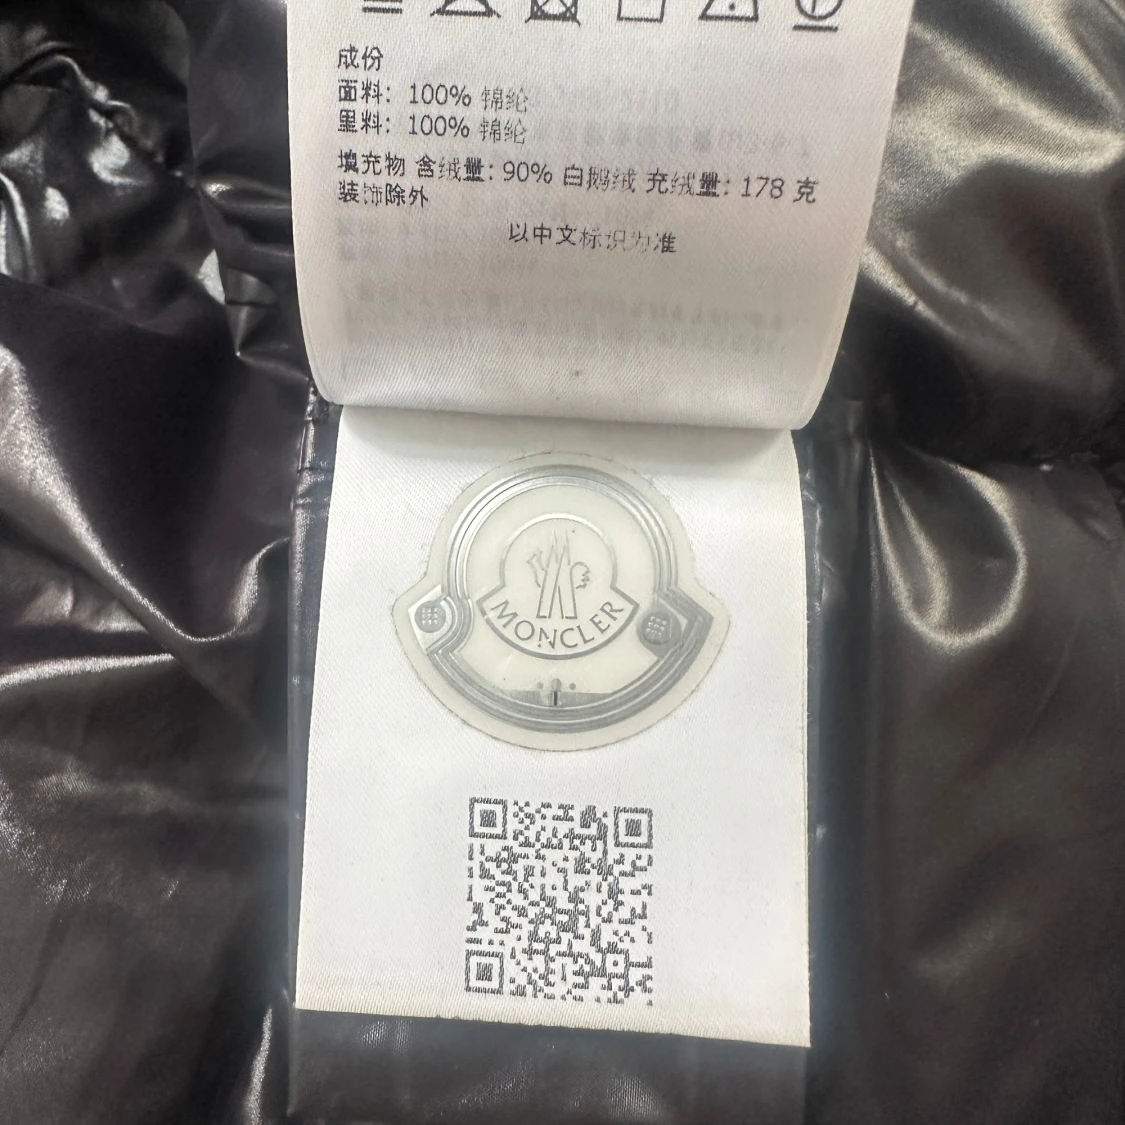 成份
面料: 100% 锦纶
里料: 100% 锦纶
填充物 含绒量: 90% 白鹅绒 充绒量: 178 克
装饰除外
以中文标识为准
MONCLER